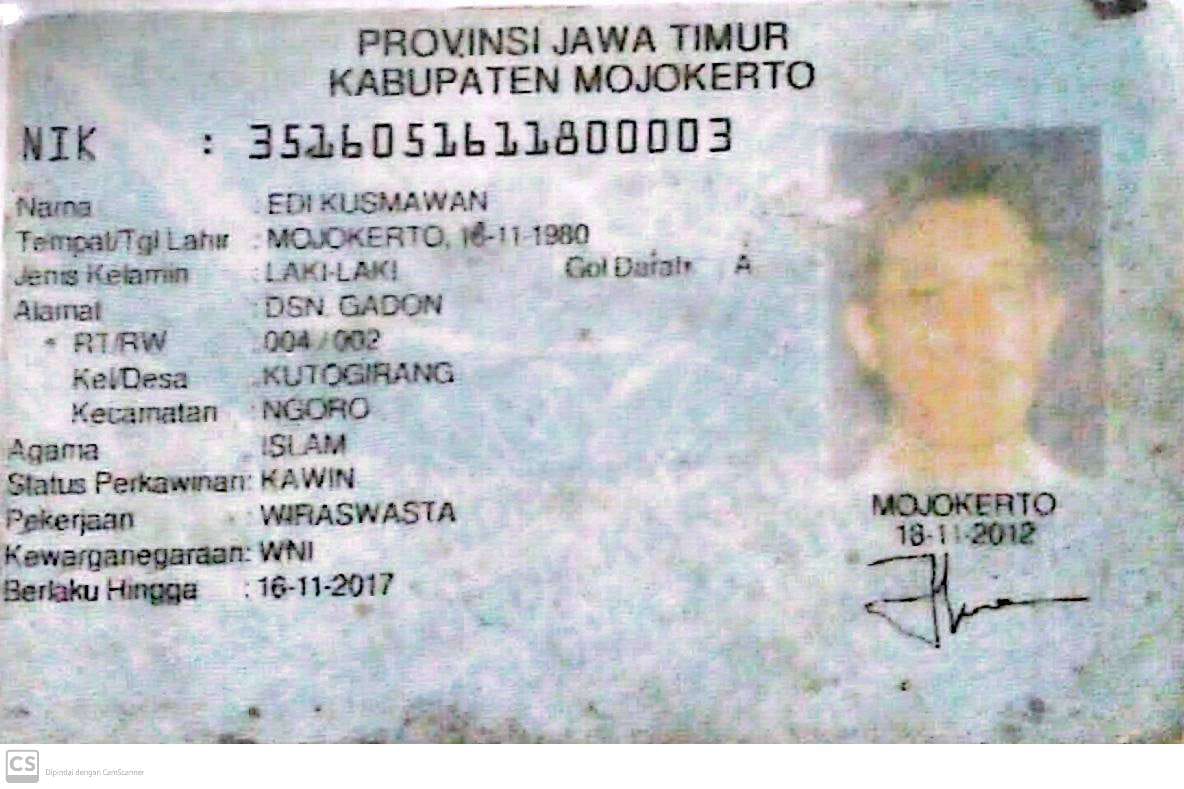 PROVINSI JAWA TIMUR
KABUPATEN MOJOKERTO
NIK : 3516051611800003
Nama : EDI KUSMAWAN
Tempat/Tgl Lahir : MOJOKERTO, 16-11-1980
Jenis Kelamin : LAKI-LAKI Gol Darah : A
Alamat : DSN. GADON
RT/RW : 004 / 002
Kel/Desa : KUTOGIRANG
Kecamatan : NGORO
Agama : ISLAM
Status Perkawinan: KAWIN
Pekerjaan : WIRASWASTA
Kewarganegaraan: WNI
Berlaku Hingga : 16-11-2017
MOJOKERTO
18-11-2012
CS Dipindai dengan CamScanner